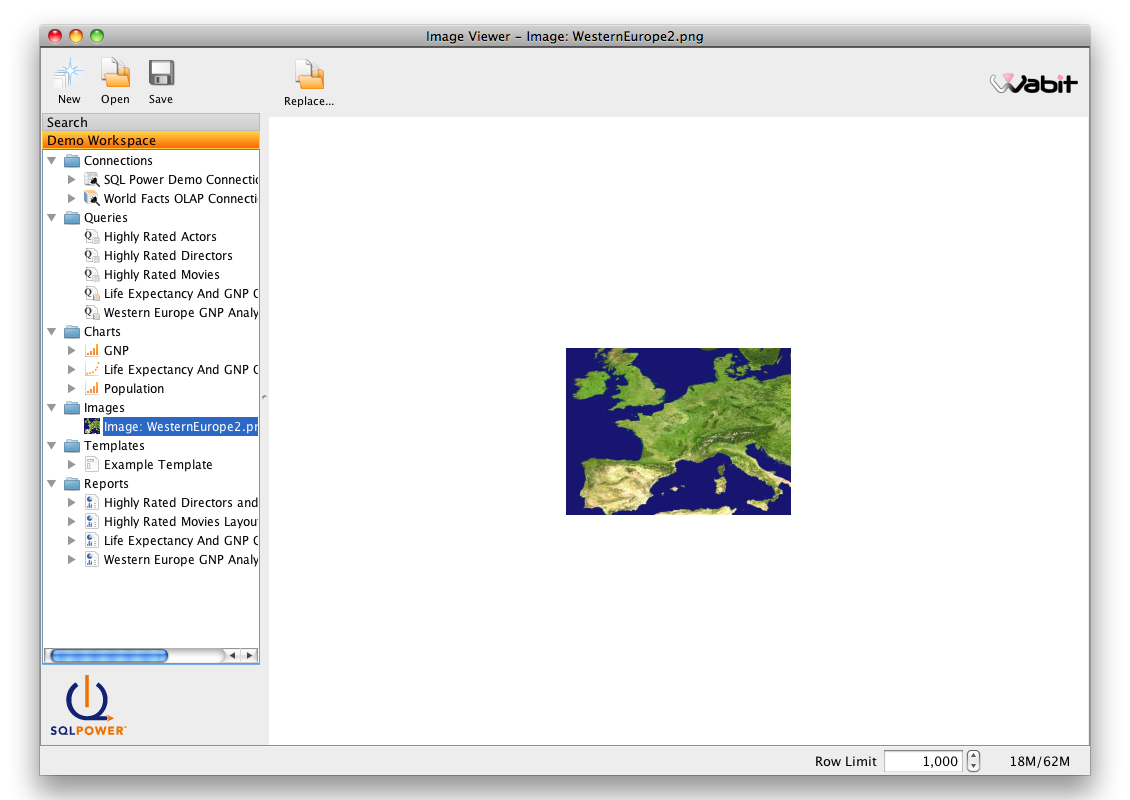 Image Viewer – Image: WesternEurope2.png
New Open Save Replace...
Wabit
Search
Demo Workspace
Connections
SQL Power Demo Connectio
World Facts OLAP Connecti
Queries
Highly Rated Actors
Highly Rated Directors
Highly Rated Movies
Life Expectancy And GNP C
Western Europe GNP Analy
Charts
GNP
Life Expectancy And GNP C
Population
Images
Image: WesternEurope2.pn
Templates
Example Template
Reports
Highly Rated Directors and
Highly Rated Movies Layou
Life Expectancy And GNP C
Western Europe GNP Analy
SQLPOWER
Row Limit 1,000 18M/62M